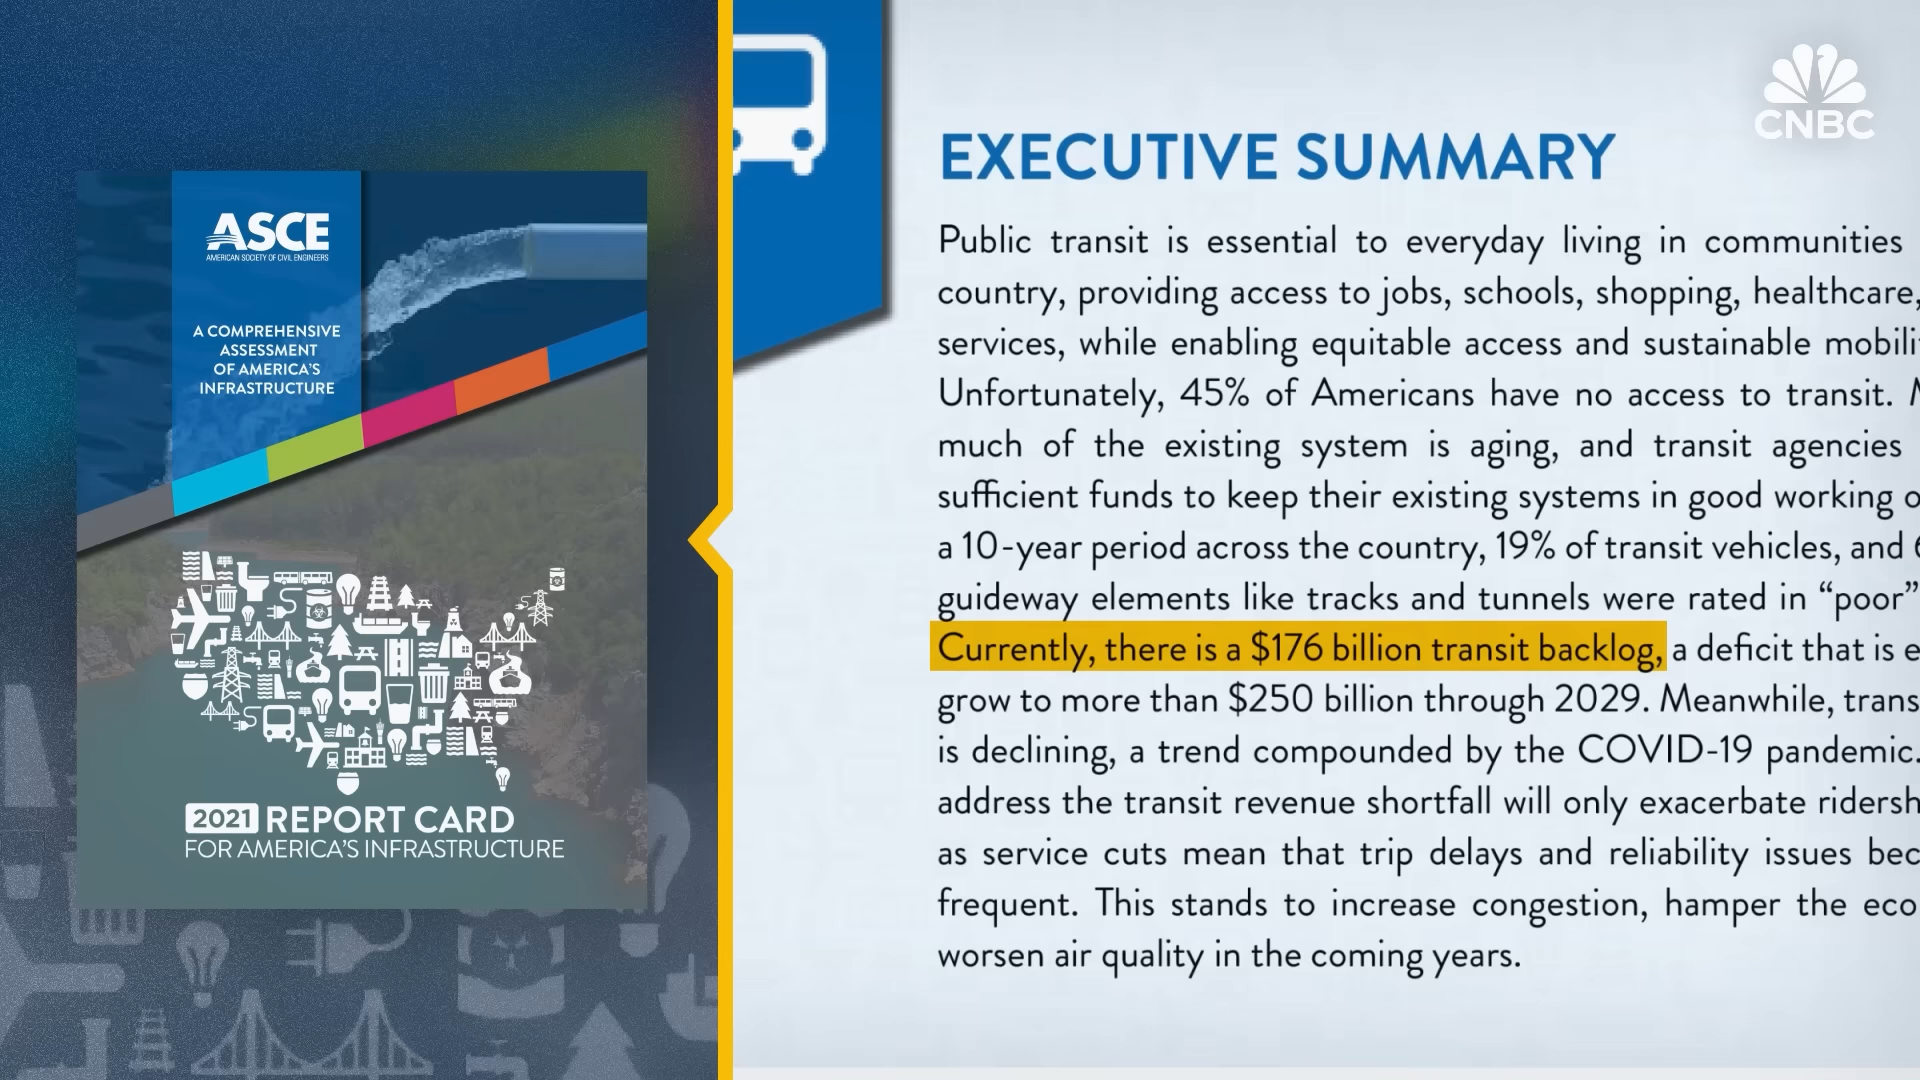 ASCE
AMERICAN SOCIETY OF CIVIL ENGINEERS
A COMPREHENSIVE
ASSESSMENT
OF AMERICA'S
INFRASTRUCTURE
2021 REPORT CARD
FOR AMERICA'S INFRASTRUCTURE
CNBC
EXECUTIVE SUMMARY
Public transit is essential to everyday living in communities
country, providing access to jobs, schools, shopping, healthcare,
services, while enabling equitable access and sustainable
Unfortunately, 45% of Americans have no access to transit.
much of the existing system is aging, and transit agencies
sufficient funds to keep their existing systems in good working
a 10-year period across the country, 19% of transit vehicles, and
guideway elements like tracks and tunnels were rated in “poor”
Currently, there is a $176 billion transit backlog, a deficit that is
grow to more than $250 billion through 2029. Meanwhile,
is declining, a trend compounded by the COVID-19 pandemic.
address the transit revenue shortfall will only exacerbate
as service cuts mean that trip delays and reliability issues
frequent. This stands to increase congestion, hamper the
worsen air quality in the coming years.